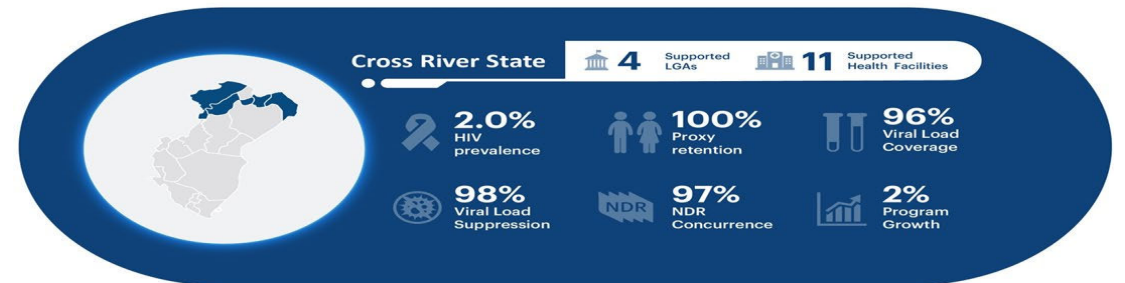 Cross River State
4
Supported
LGAs
11
Supported
Health Facilities
2.0%
HIV
prevalence
100%
Proxy
retention
96%
Viral Load
Coverage
98%
Viral Load
Suppression
NDR
97%
NDR
Concurrence
2%
Program
Growth